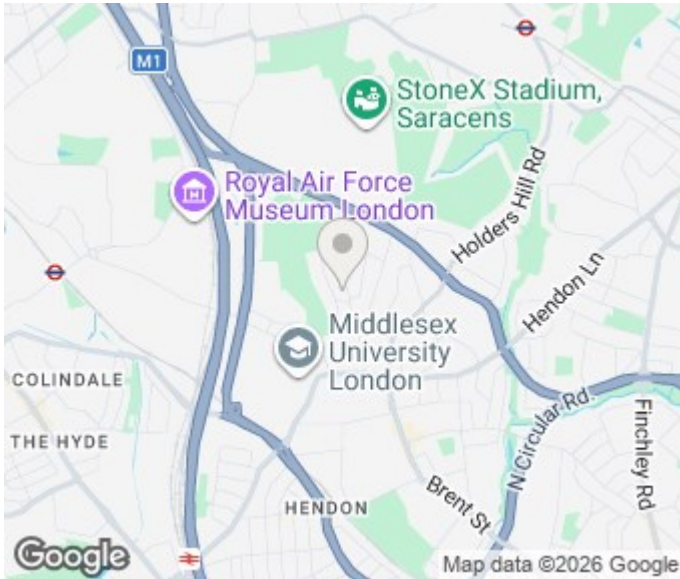 M1
StoneX Stadium,
Saracens
Royal Air Force
Museum London
Holders Hill Rd
Hendon Ln
Middlesex
University
London
COLINDALE
THE HYDE
N Circular Rd.
Finchley Rd
Brent St
HENDON
Google
Map data ©2026 Google